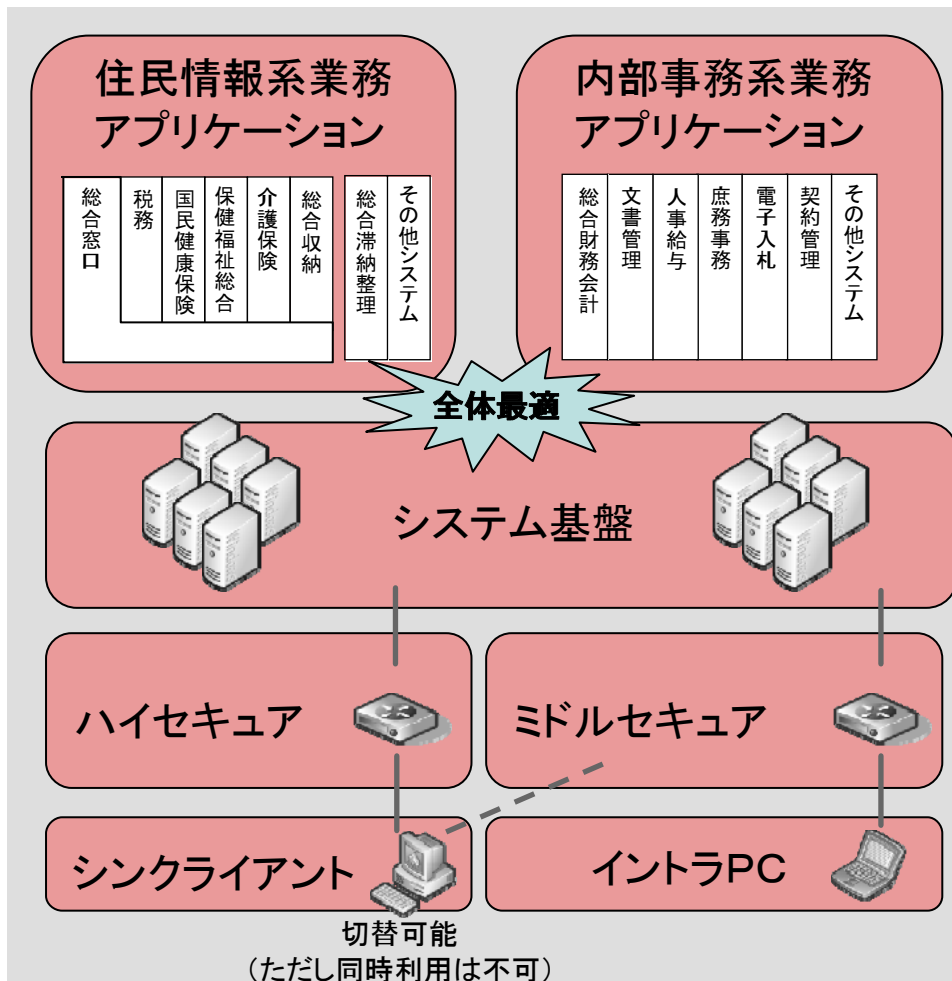 住民情報系業務
アプリケーション
総合窓口
税務
国民健康保険
保健福祉総合
介護保険
総合収納
総合滞納整理
その他システム
内部事務系業務
アプリケーション
総合財務会計
文書管理
人事給与
庶務事務
電子入札
契約管理
その他システム
全体最適
システム基盤
ハイセキュア
ミドルセキュア
シンクライアント
イントラPC
切替可能
（ただし同時利用は不可）